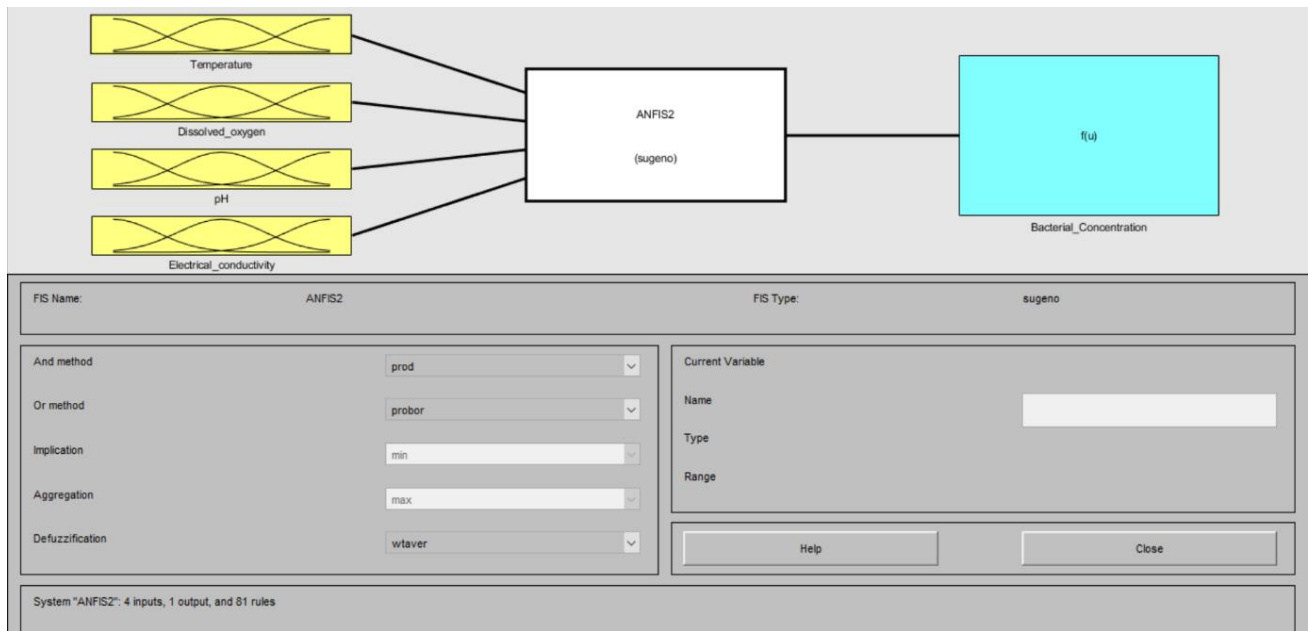 Temperature
Dissolved_oxygen
pH
Electrical_conductivity
ANFIS2
(sugeno)
f(u)
Bacterial_Concentration
FIS Name: ANFIS2 FIS Type: sugeno
And method prod
Or method probor
Implication min
Aggregation max
Defuzzification wtaver
Current Variable
Name
Type
Range
Help Close
System "ANFIS2": 4 inputs, 1 output, and 81 rules